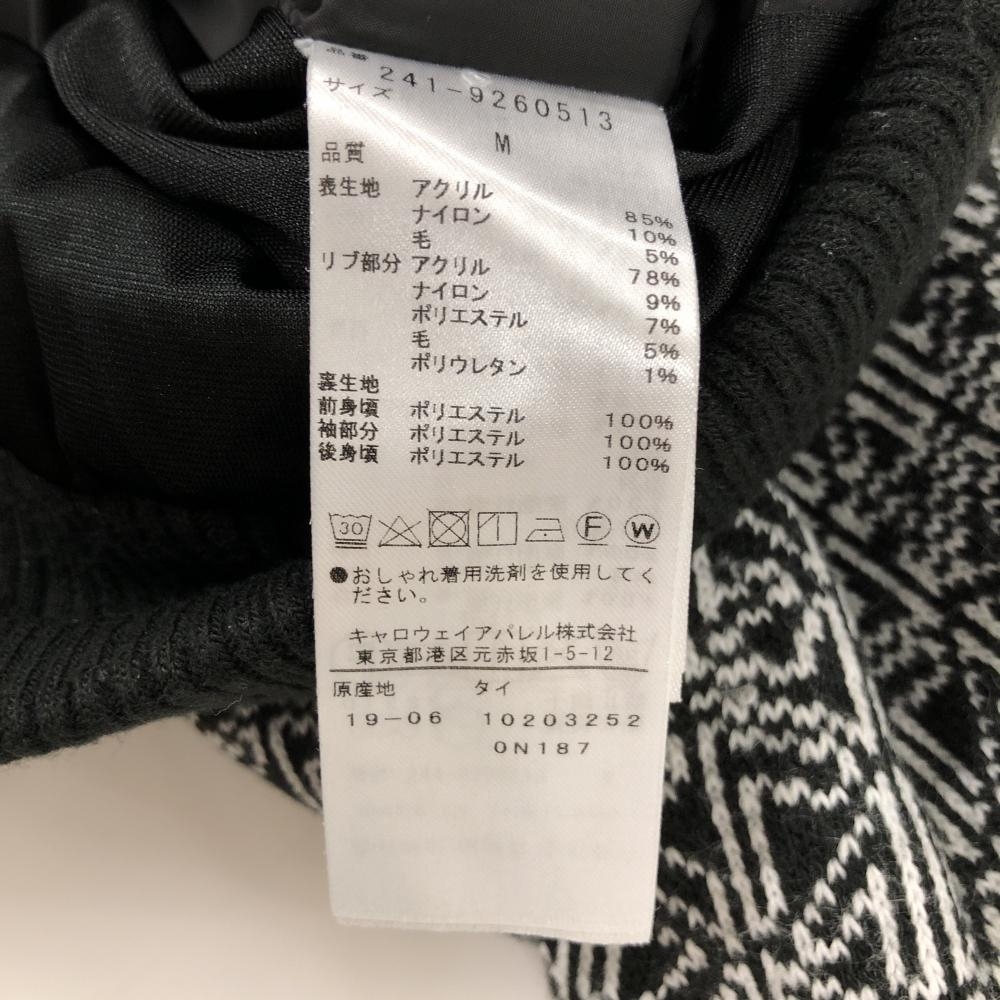 品番 241-9260513
サイズ M
品質
表生地 アクリル 85%
ナイロン 10%
毛 5%
リブ部分 アクリル 78%
ナイロン 9%
ポリエステル 7%
毛 5%
ポリウレタン 1%
裏生地
前身頃 ポリエステル 100%
袖部分 ポリエステル 100%
後身頃 ポリエステル 100%
30 F W
●おしゃれ着用洗剤を使用してく
ださい。
キャロウェイアパレル株式会社
東京都港区元赤坂1-5-12
原産地 タイ
19-06 10203252
0N187